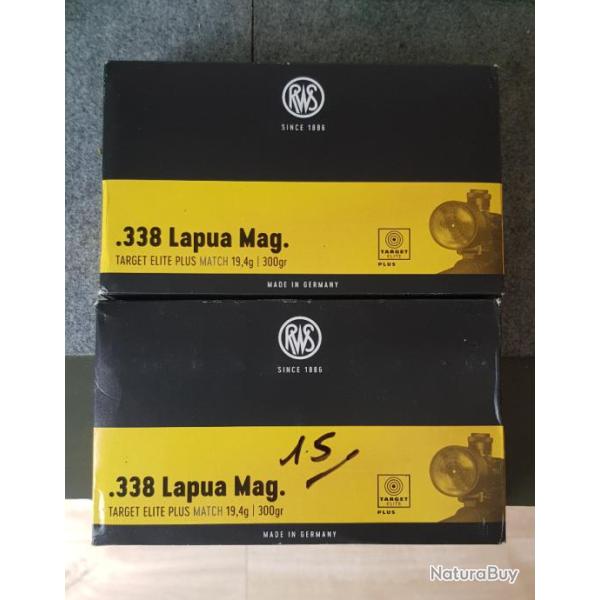 RWS
SINCE 1886
.338 Lapua Mag.
TARGET ELITE PLUS MATCH 19,4g | 300gr
TARGET
ELITE
PLUS
MADE IN GERMANY
RWS
SINCE 1886
15
.338 Lapua Mag.
TARGET ELITE PLUS MATCH 19,4g | 300gr
TARGET
ELITE
PLUS
MADE IN GERMANY
NaturaBuy